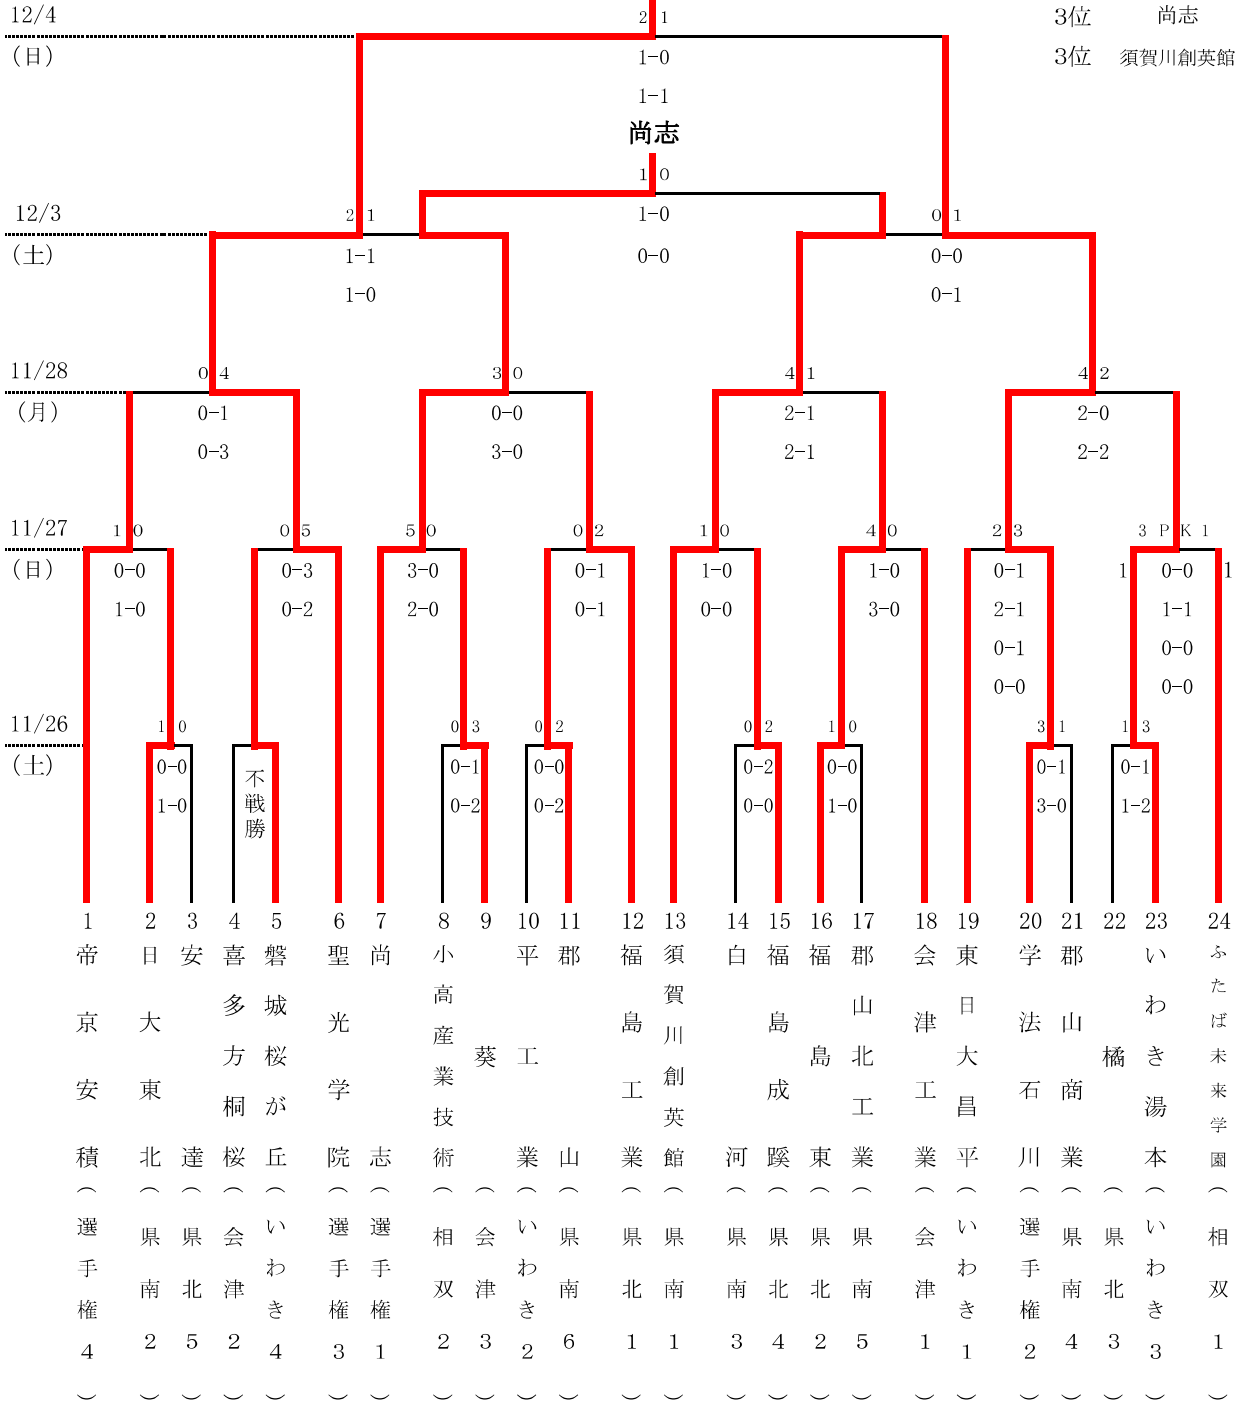 12/4
(日)
2 1
1-0
1-1
3位 尚志
3位 須賀川創英館
尚志
1 0
1-0
0-0
12/3
(土)
2 1
1-1
1-0
0 1
0-0
0-1
11/28
(月)
0 4
0-1
0-3
3 0
0-0
3-0
4 1
2-1
2-1
4 2
2-0
2-2
11/27
(日)
1 0
0-0
1-0
0 5
0-3
0-2
5 0
3-0
2-0
0 2
0-1
0-1
1 0
1-0
0-0
4 0
1-0
3-0
2 3
0-1
2-1
0-1
0-0
3 PK 1
1 0-0 1
1-1
0-0
0-0
11/26
(土)
1 0
0-0
1-0
不戦勝
0 3
0-1
0-2
0 2
0-0
0-2
0 2
0-2
0-0
1 0
0-0
1-0
3 1
0-1
3-0
1 3
0-1
1-2
1 帝京安積(選手権4)
2 日大東北(県南2)
3 安達(県北5)
4 喜多方桐桜(会津2)
5 磐城桜が丘(いわき4)
6 聖光学院(選手権3)
7 尚志(選手権1)
8 小高産業技術(相双2)
9 葵(会津3)
10 平工業(いわき2)
11 郡山(県南6)
12 福島工業(県北1)
13 須賀川創英館(県南1)
14 白河(県南3)
15 福島成蹊(県北4)
16 福島東(県北2)
17 郡山北工業(県南5)
18 会津工業(会津1)
19 東日大昌平(いわき1)
20 学法石川(選手権2)
21 郡山商業(県南4)
22 橘(県北3)
23 いわき湯本(いわき3)
24 ふたば未来学園(相双1)